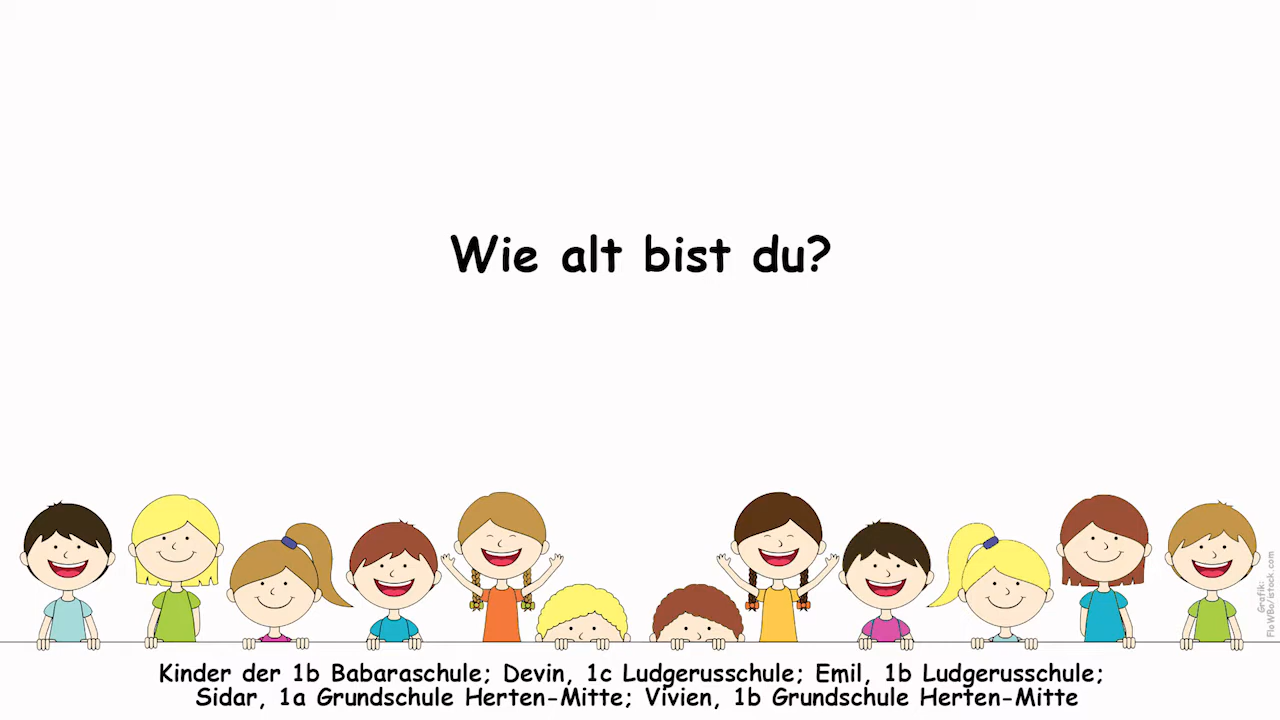 Wie alt bist du?
Grafik:
FloWBo/istock.com
Kinder der 1b Babaraschule; Devin, 1c Ludgerusschule; Emil, 1b Ludgerusschule;
Sidar, 1a Grundschule Herten-Mitte; Vivien, 1b Grundschule Herten-Mitte